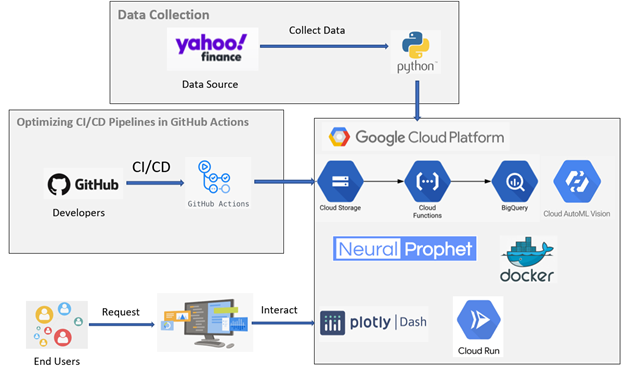 Data Collection
yahoo!
finance
Data Source
Collect Data
python™
Optimizing CI/CD Pipelines in GitHub Actions
GitHub
Developers
CI/CD
GitHub Actions
Google Cloud Platform
Cloud Storage
Cloud
Functions
BigQuery
Cloud AutoML Vision
Neural Prophet
docker
End Users
Request
Interact
plotly | Dash
Cloud Run